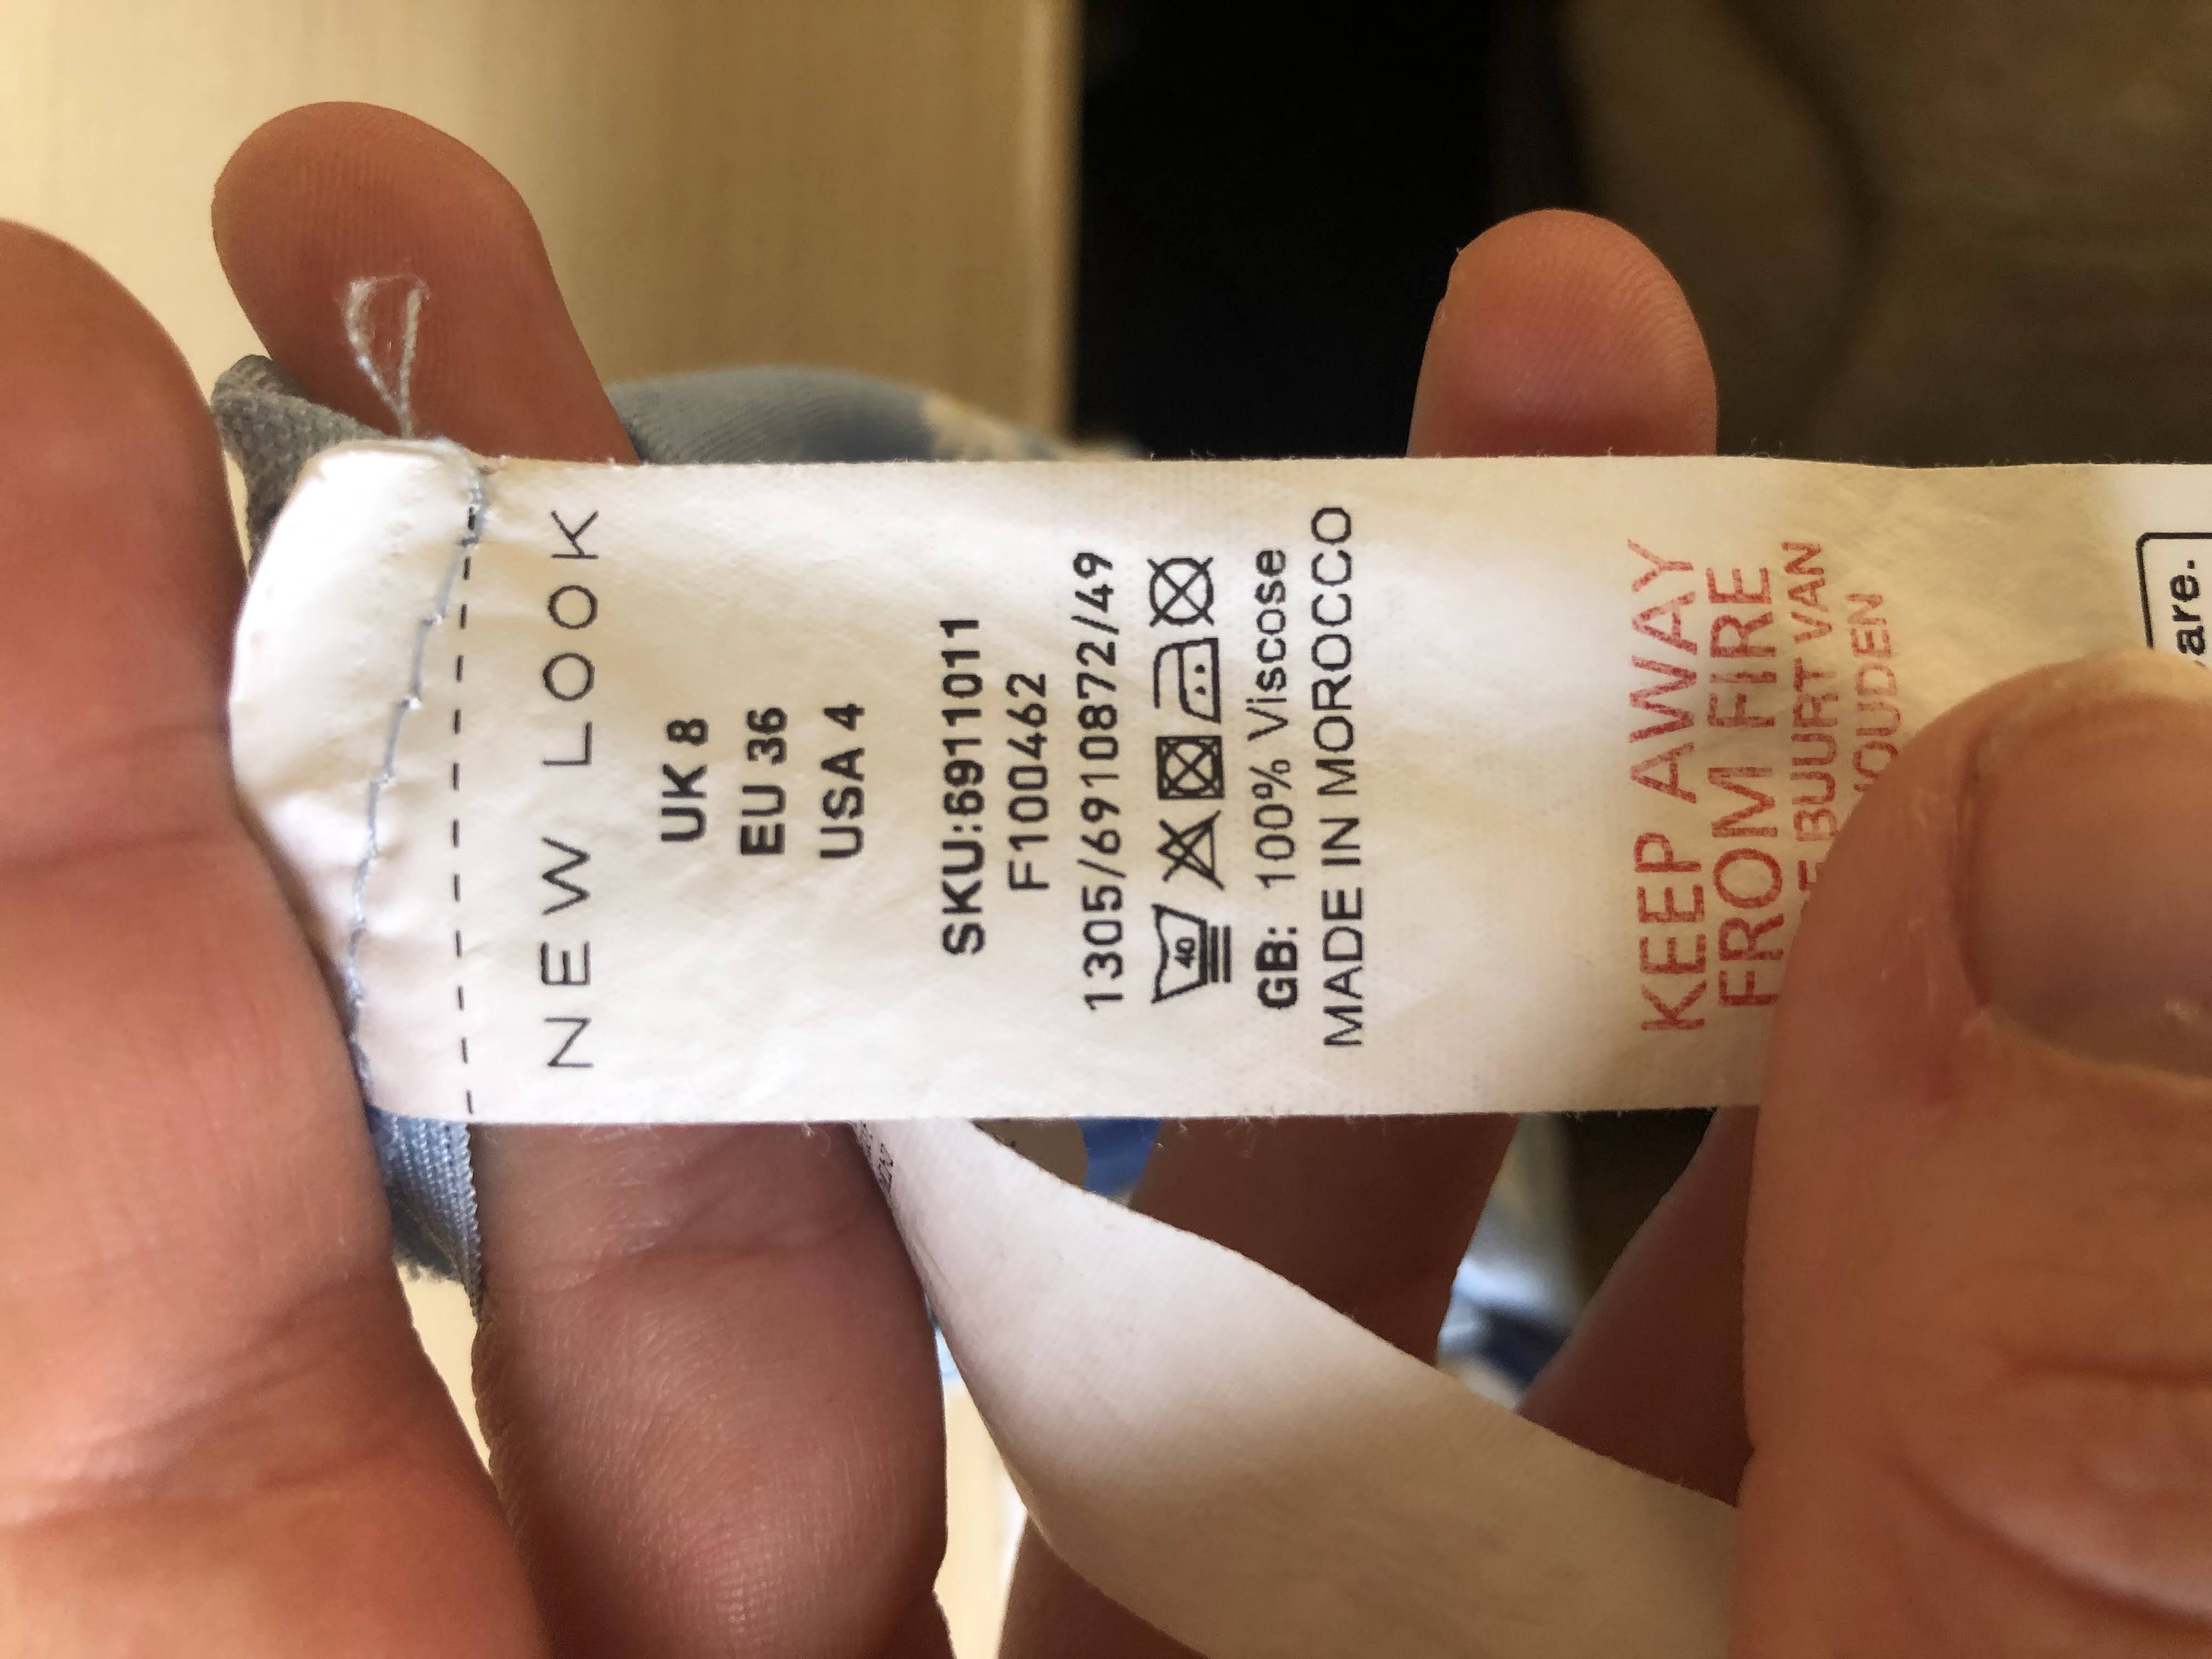 NEW LOOK
UK 8
EU 36
USA 4
SKU:6911011
F100462
1305/6910872/49
40
GB: 100% Viscose
MADE IN MOROCCO
KEEP AWAY
FROM FIRE
BUURT VAN